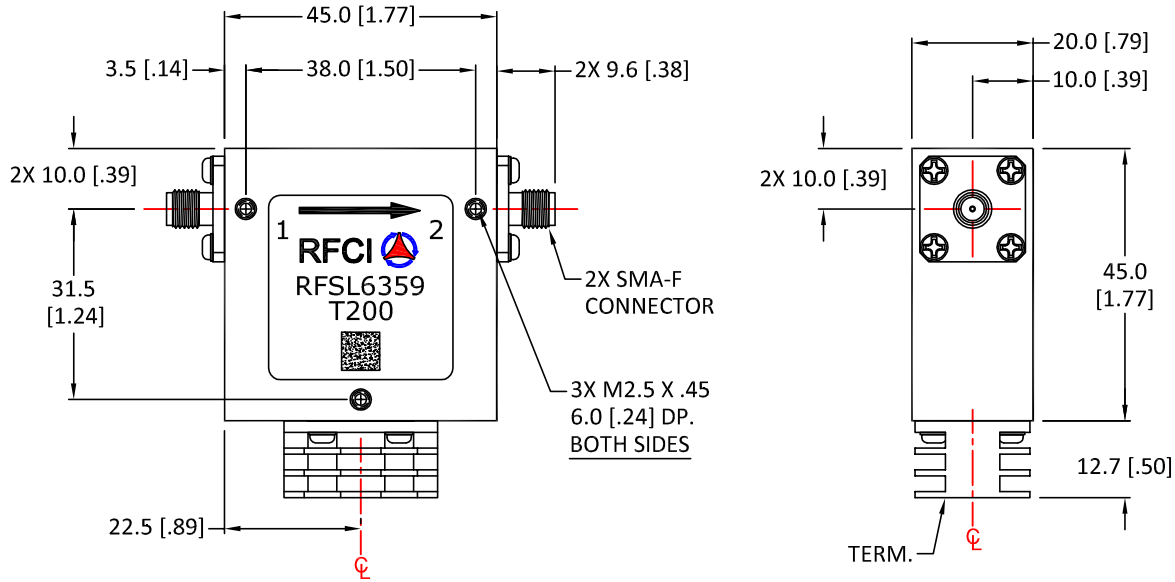 45.0 [1.77]
3.5 [.14]
38.0 [1.50]
2X 9.6 [.38]
2X 10.0 [.39]
1
2
RFCI
RFSL6359
T200
31.5
[1.24]
2X SMA-F
CONNECTOR
3X M2.5 X .45
6.0 [.24] DP.
BOTH SIDES
22.5 [.89]
℄
20.0 [.79]
10.0 [.39]
2X 10.0 [.39]
45.0
[1.77]
12.7 [.50]
TERM.
℄